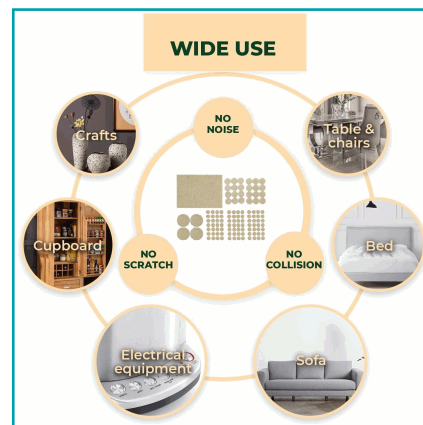 WIDE USE
NO
NOISE
Crafts
Table &
chairs
Cupboard
Bed
NO
SCRATCH
NO
COLLISION
Electrical
equipment
Sofa